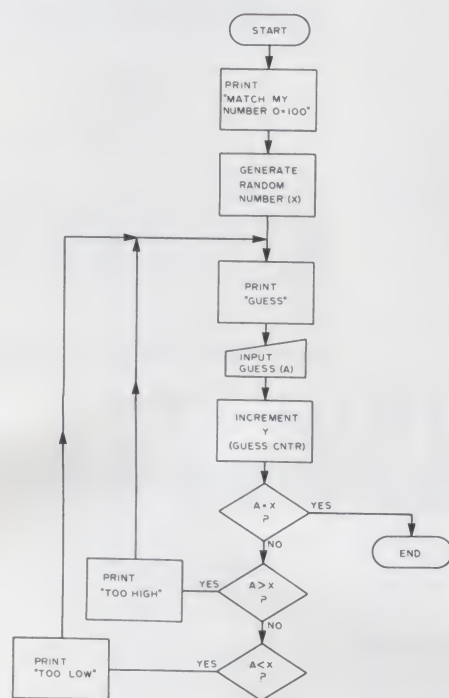 START
PRINT
"MATCH MY
NUMBER 0=100"
GENERATE
RANDOM
NUMBER (X)
PRINT
"GUESS"
INPUT
GUESS (A)
INCREMENT
Y
(GUESS CNTR)
A=X
?
YES
END
NO
A>X
?
YES
PRINT
"TOO HIGH"
NO
A<X
?
YES
PRINT
"TOO LOW"